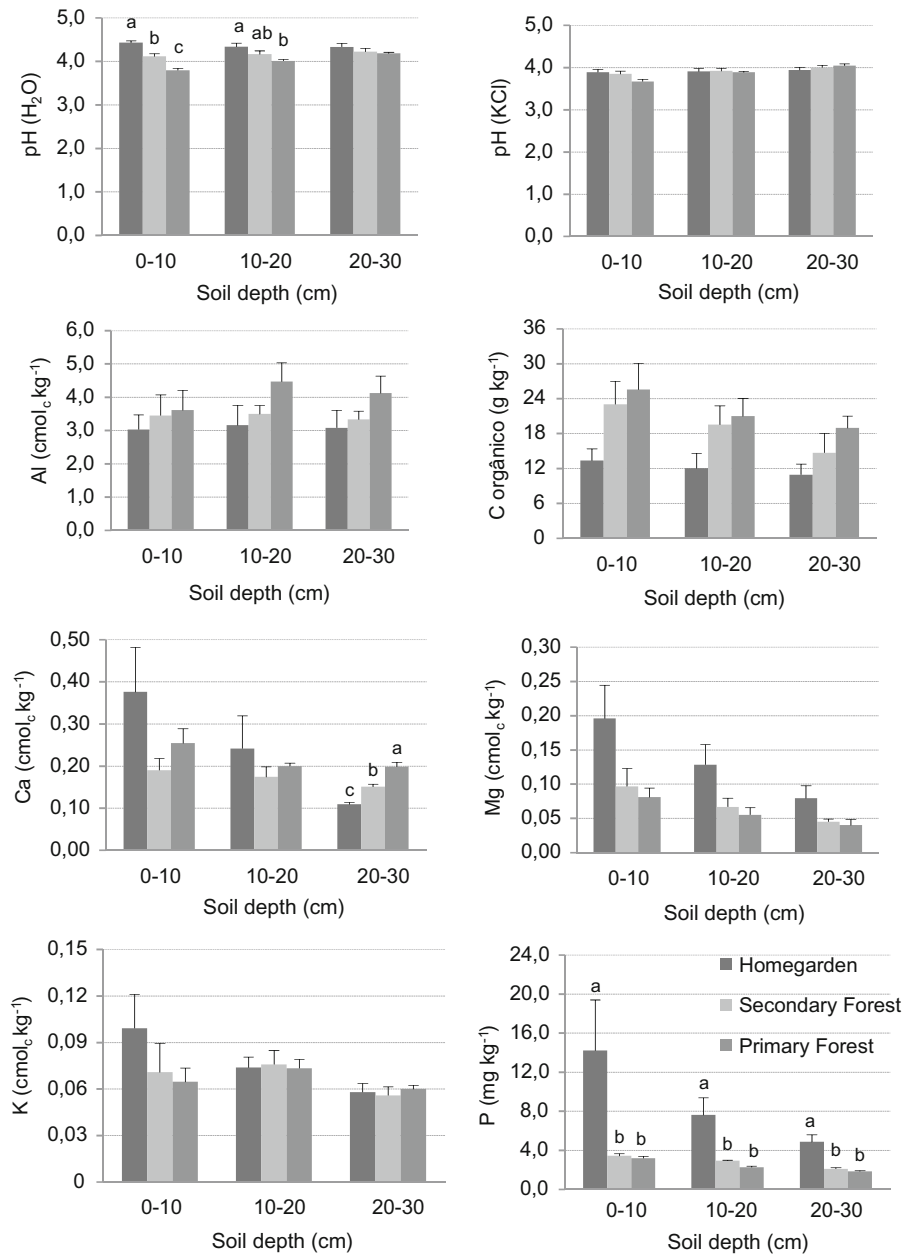 pH (H₂O)
5,0
4,0
3,0
2,0
1,0
0,0
a b c
a ab b
0-10 10-20 20-30
Soil depth (cm)
pH (KCl)
5,0
4,0
3,0
2,0
1,0
0,0
0-10 10-20 20-30
Soil depth (cm)
Al (cmol꜀ kg⁻¹)
6,0
5,0
4,0
3,0
2,0
1,0
0,0
0-10 10-20 20-30
Soil depth (cm)
C orgânico (g kg⁻¹)
36
30
24
18
12
6
0
0-10 10-20 20-30
Soil depth (cm)
Ca (cmol꜀ kg⁻¹)
0,50
0,40
0,30
0,20
0,10
0,00
c b a
0-10 10-20 20-30
Soil depth (cm)
Mg (cmol꜀ kg⁻¹)
0,30
0,25
0,20
0,15
0,10
0,05
0,00
0-10 10-20 20-30
Soil depth (cm)
K (cmol꜀ kg⁻¹)
0,15
0,12
0,09
0,06
0,03
0
0-10 10-20 20-30
Soil depth (cm)
P (mg kg⁻¹)
24,0
20,0
16,0
12,0
8,0
4,0
0,0
Homegarden
Secondary Forest
Primary Forest
a b b
a b b
a b b
0-10 10-20 20-30
Soil depth (cm)